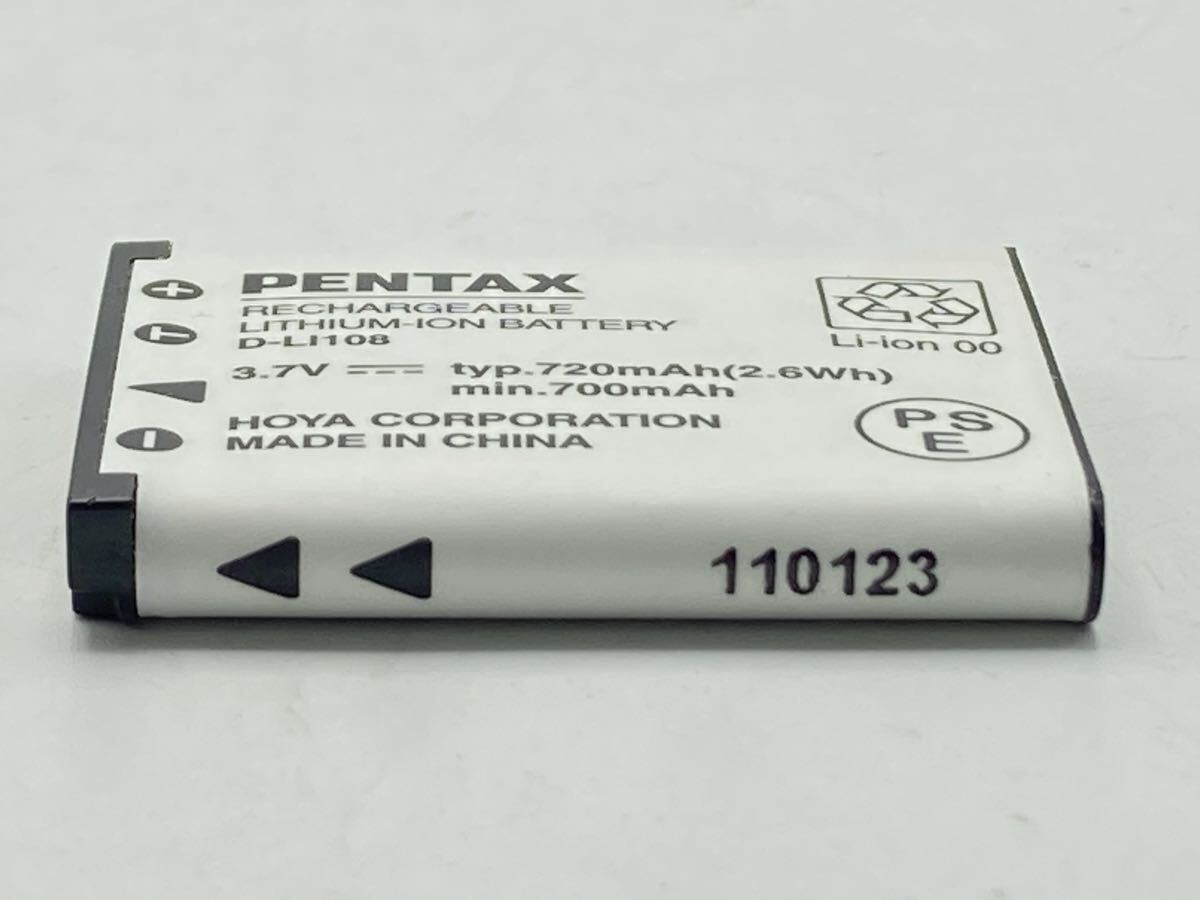 PENTAX
RECHARGEABLE
LITHIUM-ION BATTERY
D-LI108
3.7V typ.720mAh(2.6Wh)
min.700mAh
HOYA CORPORATION
MADE IN CHINA
+
T
−
Li-ion 00
PS
E
110123